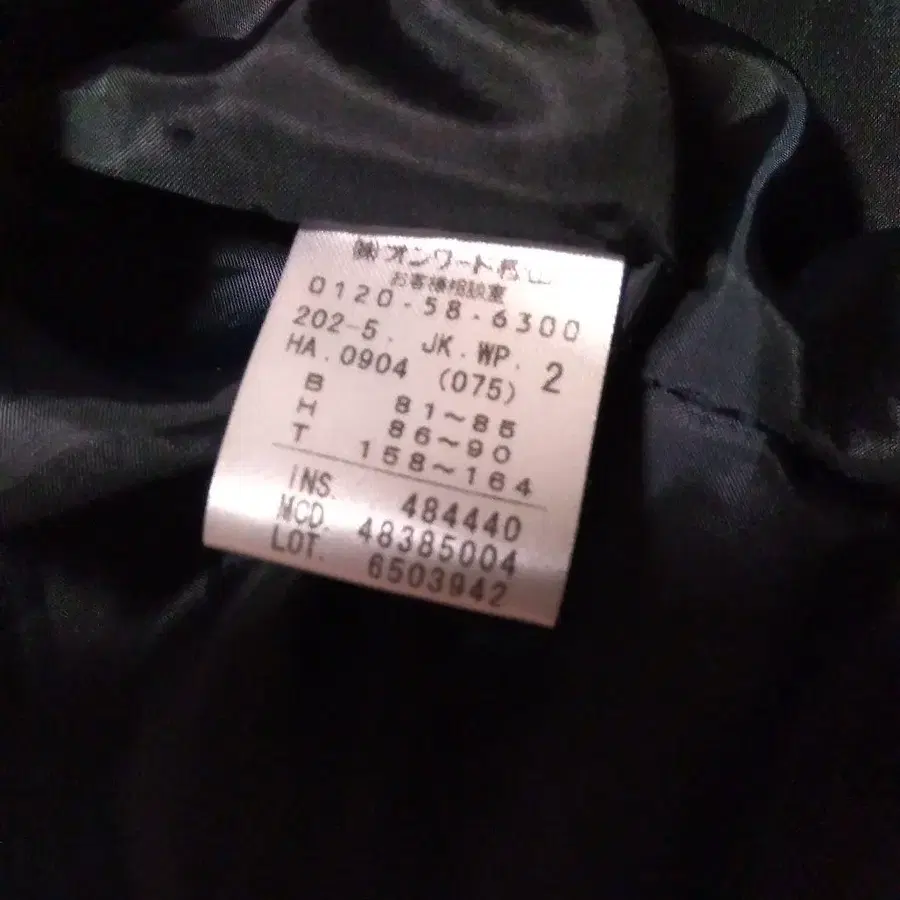 ㈱オンワード樫山
お客様相談室
0120・58・6300
202-5. JK.WP. 2
HA.0904 (075)
B 81〜85
H 86〜90
T 158〜164
INS. 484440
MCD. 48385004
LOT. 6503942